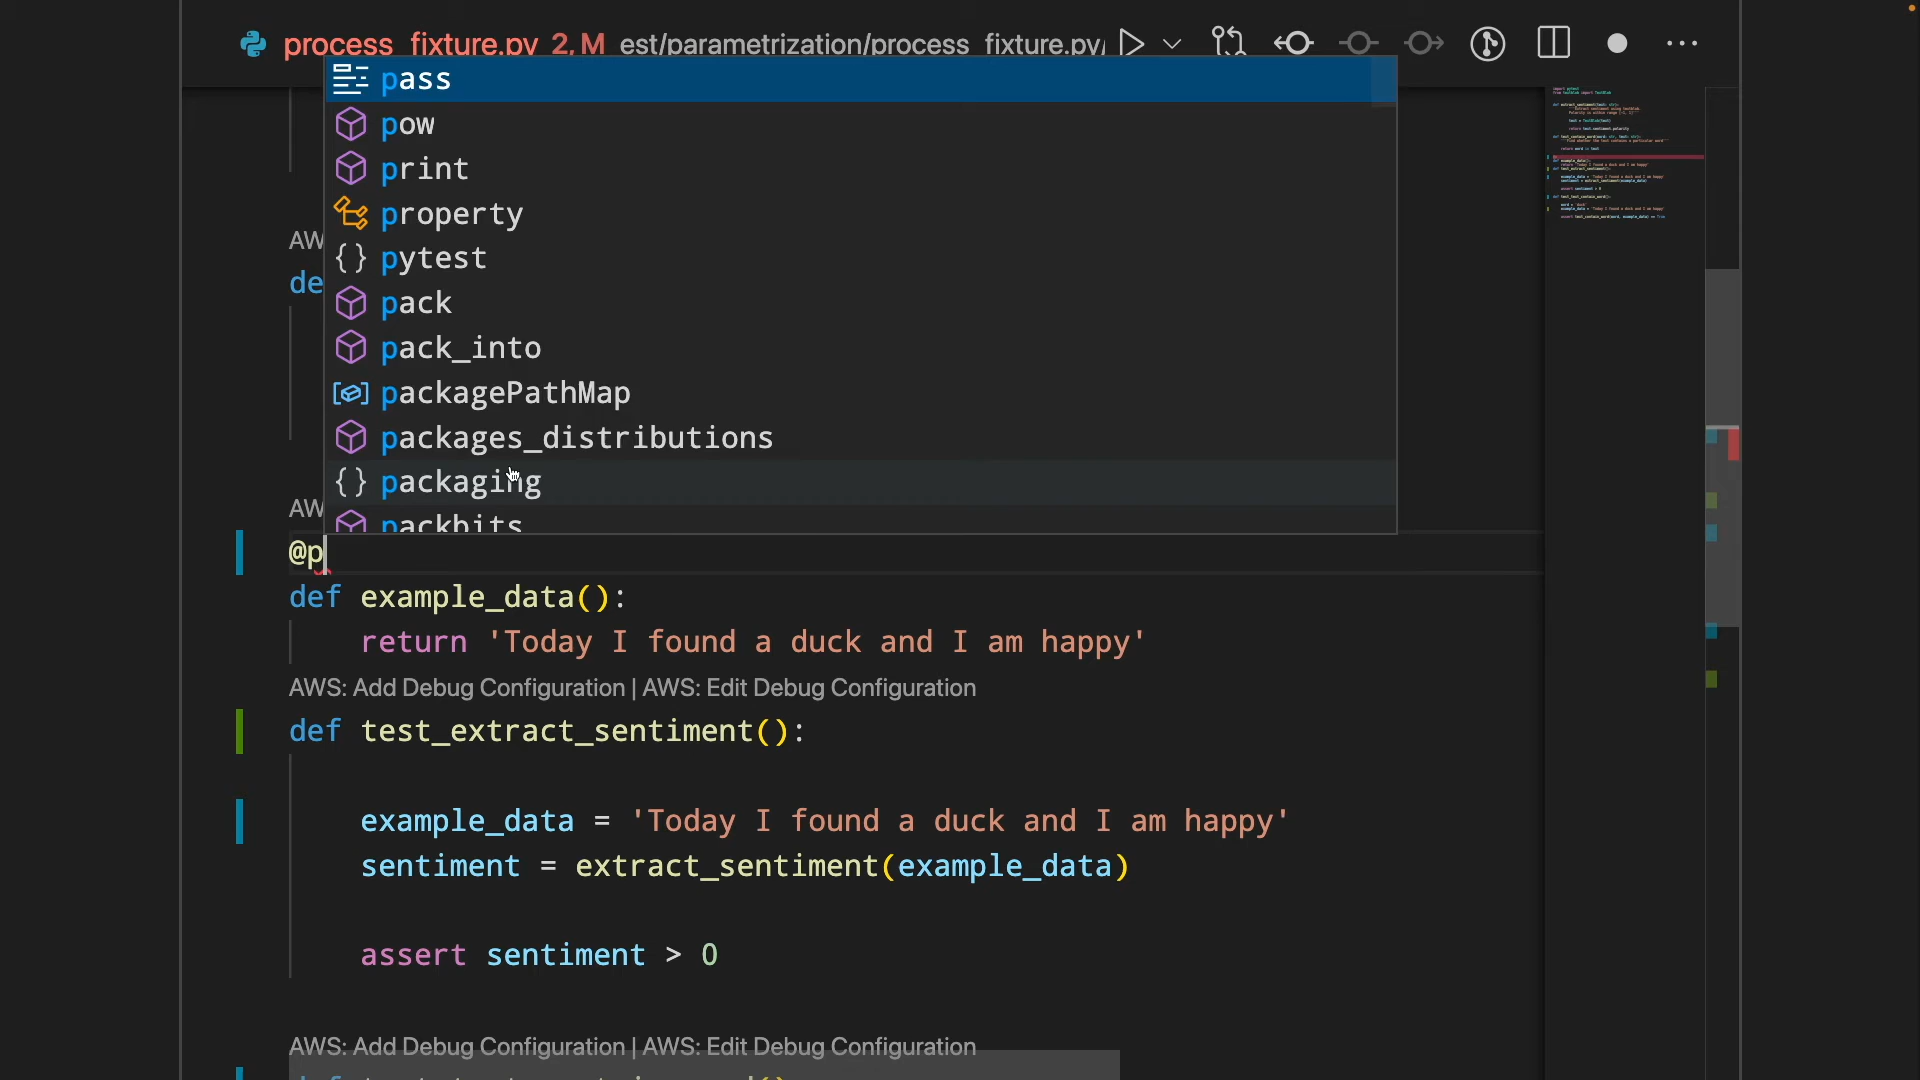 process_fixture.py 2, M est/parametrization/process_fixture.py/
pass
pow
print
property
pytest
pack
pack_into
packagePathMap
packages_distributions
packaging
packbits
AW
de
AW
@p
def example_data():
return 'Today I found a duck and I am happy'
AWS: Add Debug Configuration | AWS: Edit Debug Configuration
def test_extract_sentiment():
example_data = 'Today I found a duck and I am happy'
sentiment = extract_sentiment(example_data)
assert sentiment > 0
AWS: Add Debug Configuration | AWS: Edit Debug Configuration